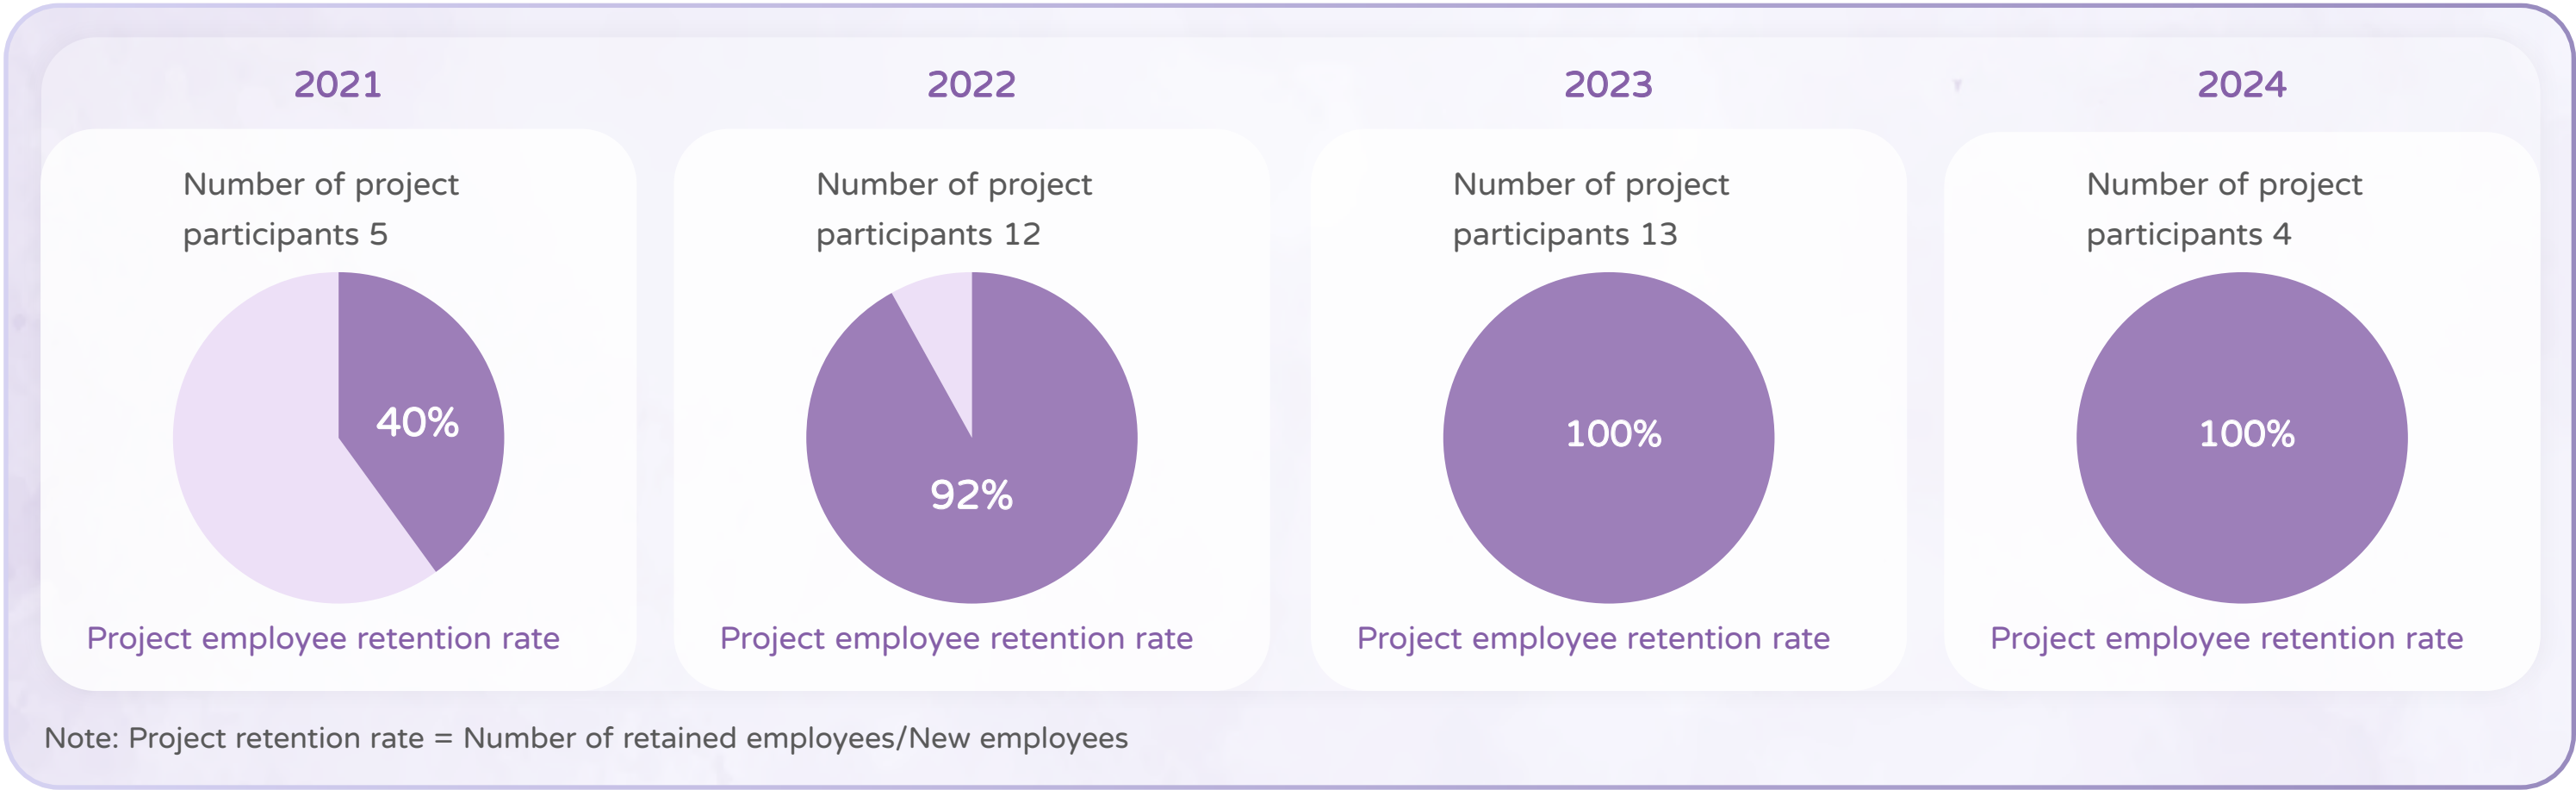 2021
Number of project
participants 5
40%
Project employee retention rate
2022
Number of project
participants 12
92%
Project employee retention rate
2023
Number of project
participants 13
100%
Project employee retention rate
2024
Number of project
participants 4
100%
Project employee retention rate
Note: Project retention rate = Number of retained employees/New employees